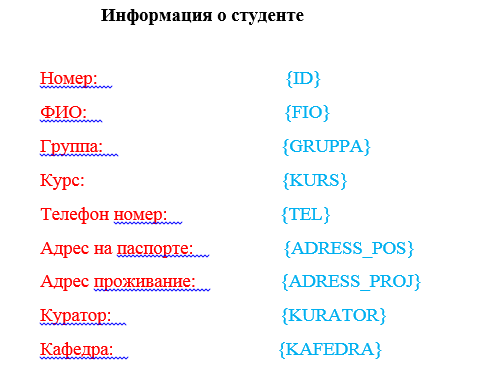 Информация о студенте
Номер: {ID}
ФИО: {FIO}
Группа: {GRUPPA}
Курс: {KURS}
Телефон номер: {TEL}
Адрес на паспорте: {ADRESS_POS}
Адрес проживание: {ADRESS_PROJ}
Куратор: {KURATOR}
Кафедра: {KAFEDRA}